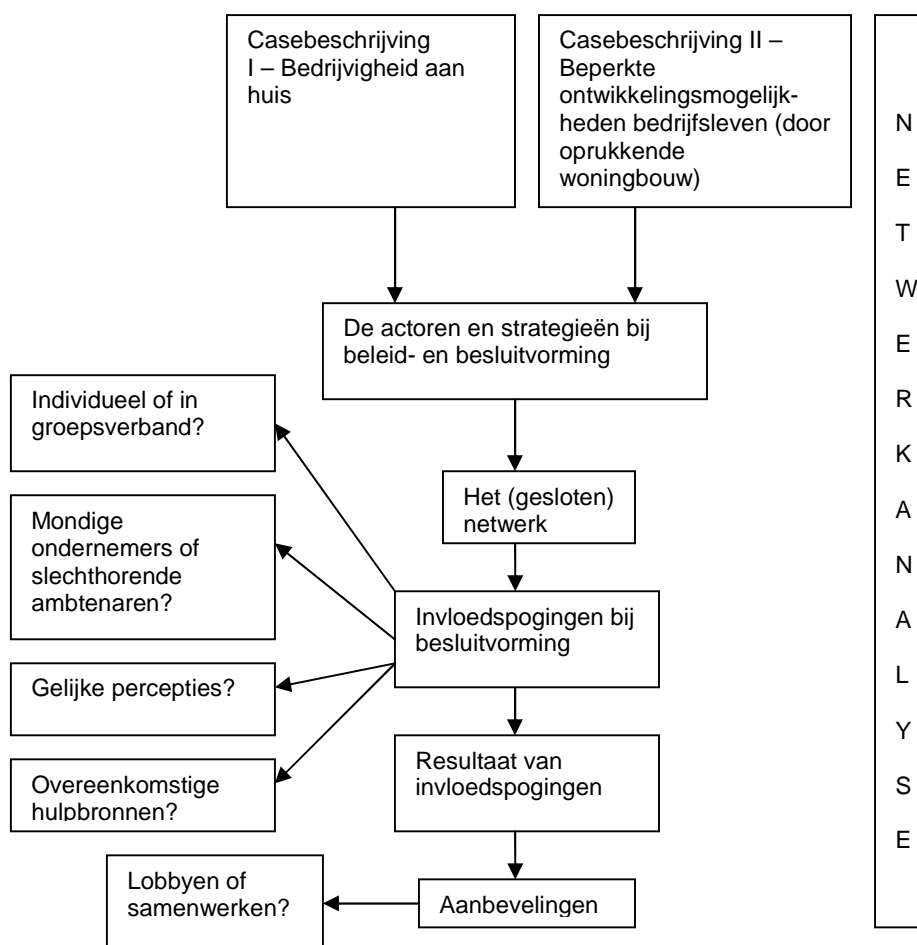 Casebeschrijving
I – Bedrijvigheid aan
huis
Casebeschrijving II –
Beperkte
ontwikkelingsmogelijk-
heden bedrijfsleven (door
oprukkende
woningbouw)
De actoren en strategieën bij
beleid- en besluitvorming
Individueel of in
groepsverband?
Het (gesloten)
netwerk
Mondige
ondernemers of
slechthorende
ambtenaren?
Invloedspogingen bij
besluitvorming
Gelijke percepties?
Resultaat van
invloedspogingen
Overeenkomstige
hulpbronnen?
Lobbyen of
samenwerken?
Aanbevelingen
N
E
T
W
E
R
K
A
N
A
L
Y
S
E